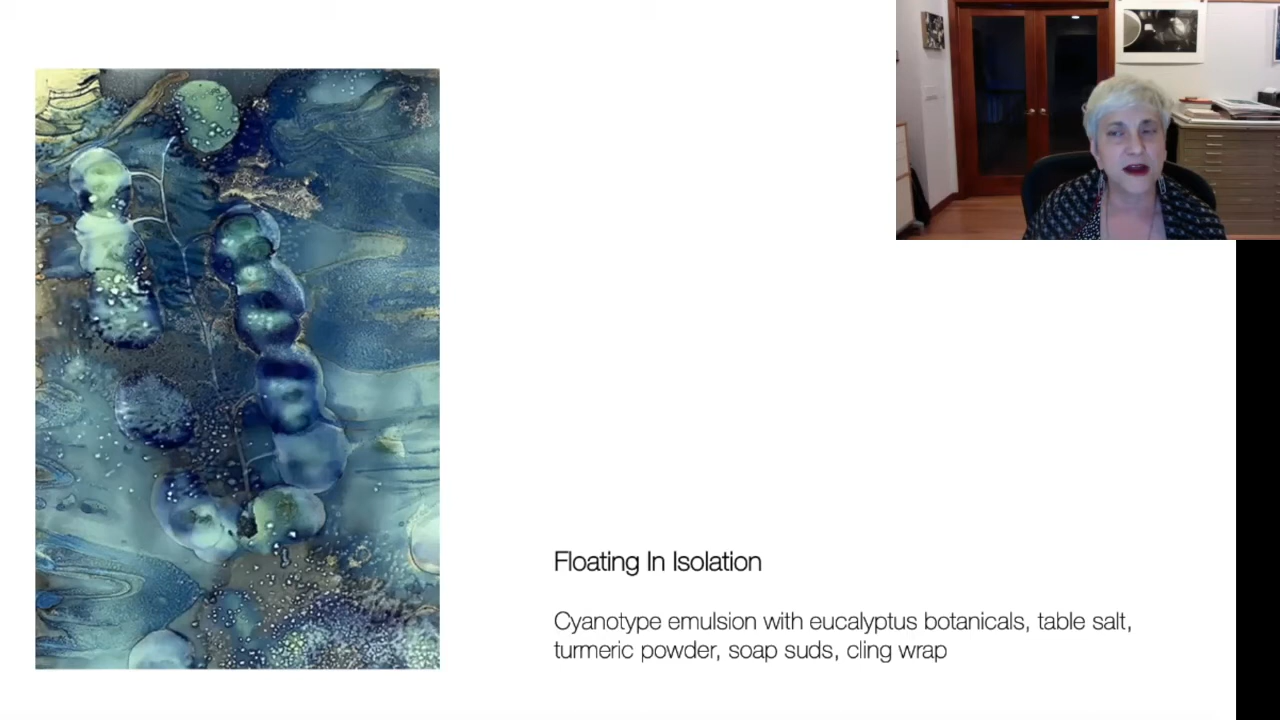 Floating In Isolation
Cyanotype emulsion with eucalyptus botanicals, table salt,
turmeric powder, soap suds, cling wrap